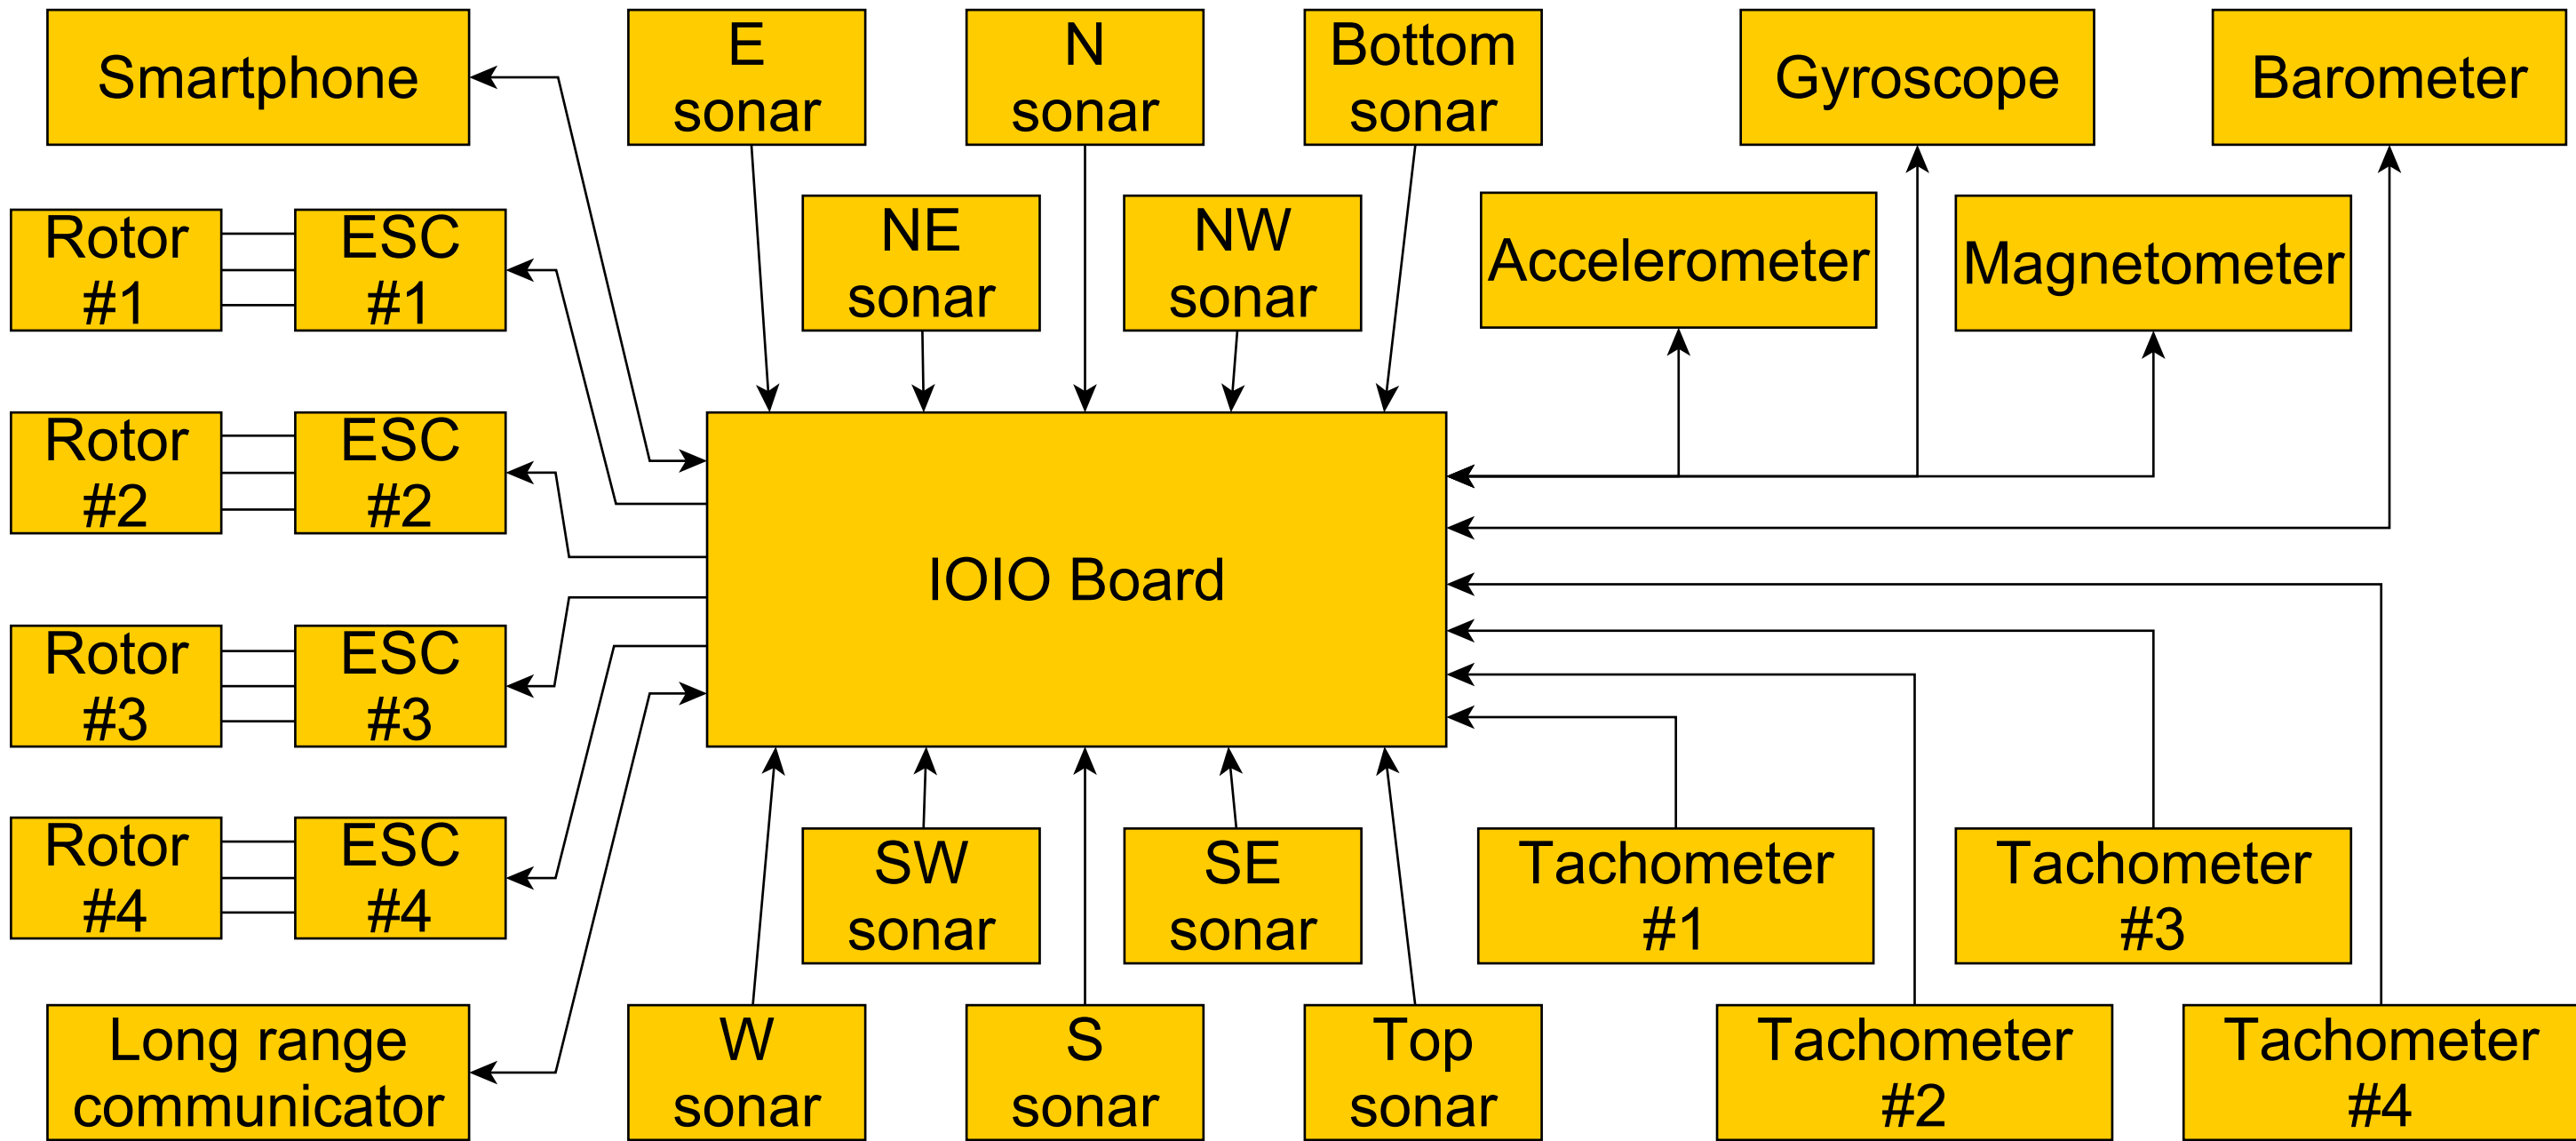 Smartphone
E
sonar
N
sonar
Bottom
sonar
Gyroscope
Barometer
Rotor
#1
ESC
#1
NE
sonar
NW
sonar
Accelerometer
Magnetometer
Rotor
#2
ESC
#2
IOIO Board
Rotor
#3
ESC
#3
Rotor
#4
ESC
#4
SW
sonar
SE
sonar
Tachometer
#1
Tachometer
#3
Long range
communicator
W
sonar
S
sonar
Top
sonar
Tachometer
#2
Tachometer
#4